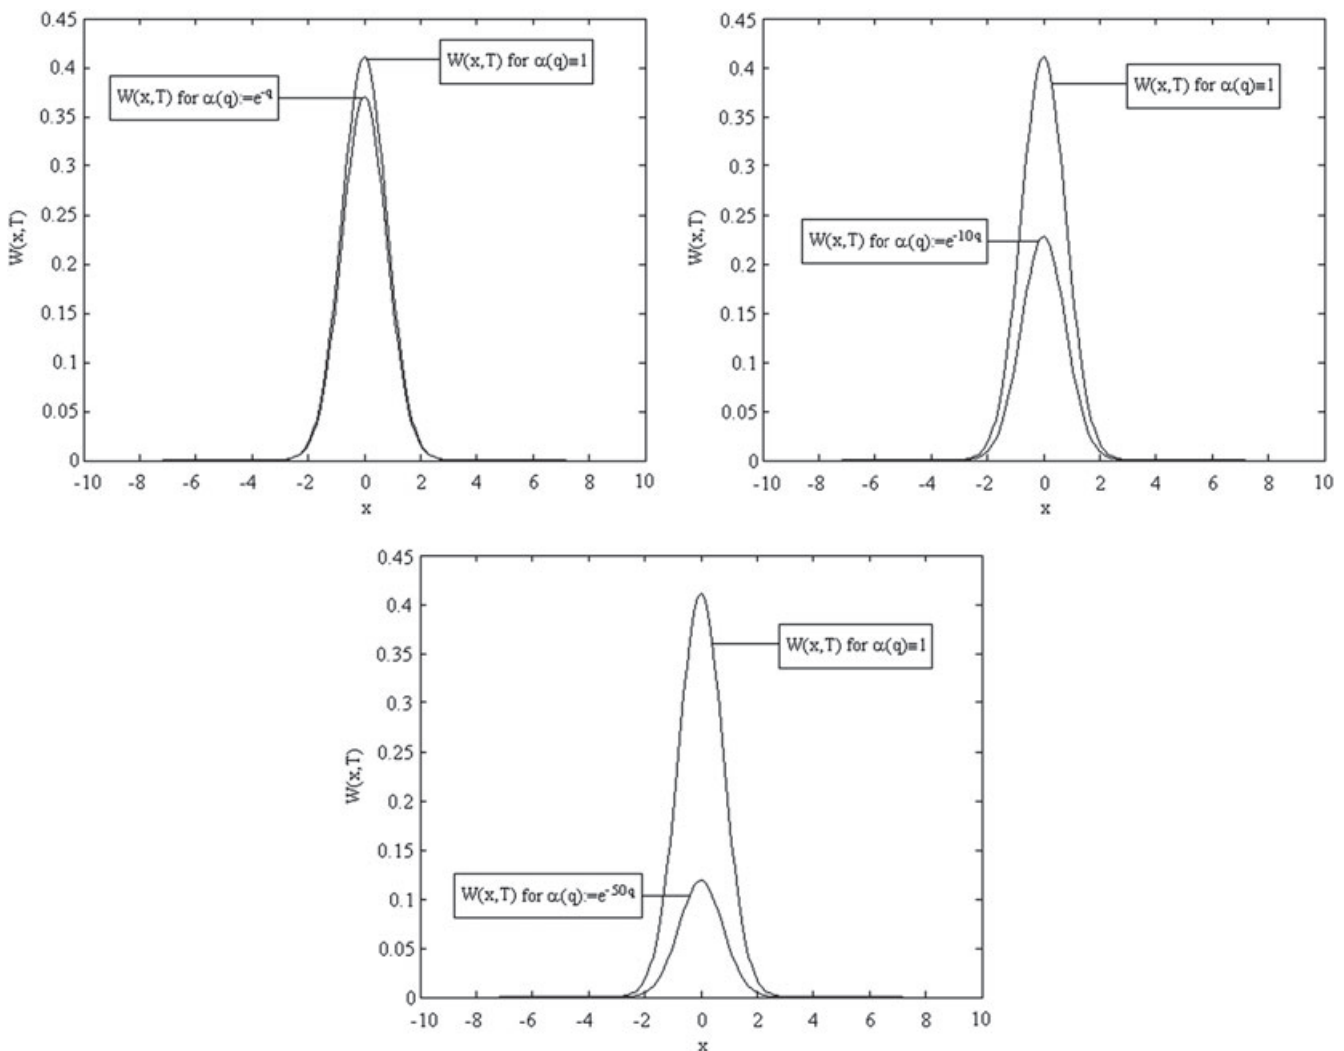 0.45
0.4
0.35
0.3
0.25
0.2
0.15
0.1
0.05
0
W(x,T)
W(x,T) for α(q)≡1
W(x,T) for α(q):=e^-q
-10 -8 -6 -4 -2 0 2 4 6 8 10
x
0.45
0.4
0.35
0.3
0.25
0.2
0.15
0.1
0.05
0
W(x,T)
W(x,T) for α(q)≡1
W(x,T) for α(q):=e^-10q
-10 -8 -6 -4 -2 0 2 4 6 8 10
x
0.45
0.4
0.35
0.3
0.25
0.2
0.15
0.1
0.05
0
W(x,T)
W(x,T) for α(q)≡1
W(x,T) for α(q):=e^-50q
-10 -8 -6 -4 -2 0 2 4 6 8 10
x